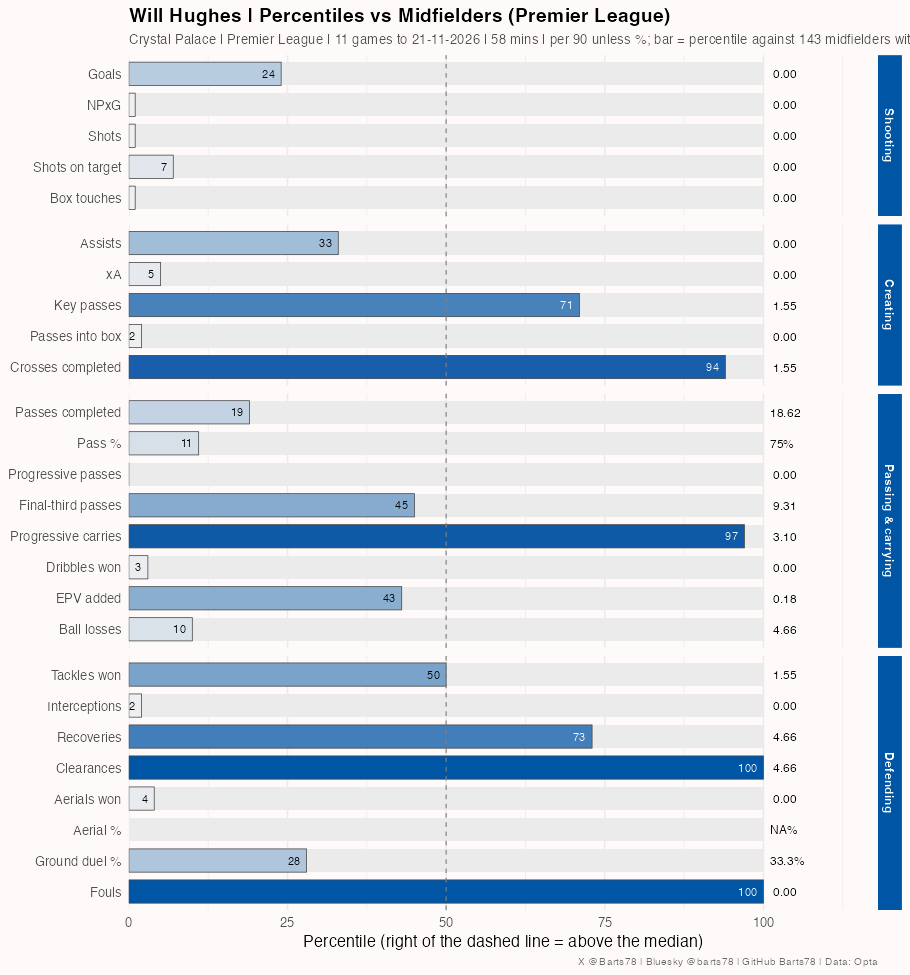 Will Hughes | Percentiles vs Midfielders (Premier League)
Crystal Palace | Premier League | 11 games to 21-11-2026 | 58 mins | per 90 unless %; bar = percentile against 143 midfielders
Shooting
Goals 24 0.00
NPxG 0.00
Shots 0.00
Shots on target 7 0.00
Box touches 0.00
Creating
Assists 33 0.00
xA 5 0.00
Key passes 71 1.55
Passes into box 2 0.00
Crosses completed 94 1.55
Passing & carrying
Passes completed 19 18.62
Pass % 11 75%
Progressive passes 0.00
Final-third passes 45 9.31
Progressive carries 97 3.10
Dribbles won 3 0.00
EPV added 43 0.18
Ball losses 10 4.66
Defending
Tackles won 50 1.55
Interceptions 2 0.00
Recoveries 73 4.66
Clearances 100 4.66
Aerials won 4 0.00
Aerial % NA%
Ground duel % 28 33.3%
Fouls 100 0.00
0 25 50 75 100
Percentile (right of the dashed line = above the median)
X @Barts78 | Bluesky @barts78 | GitHub Barts78 | Data: Opta